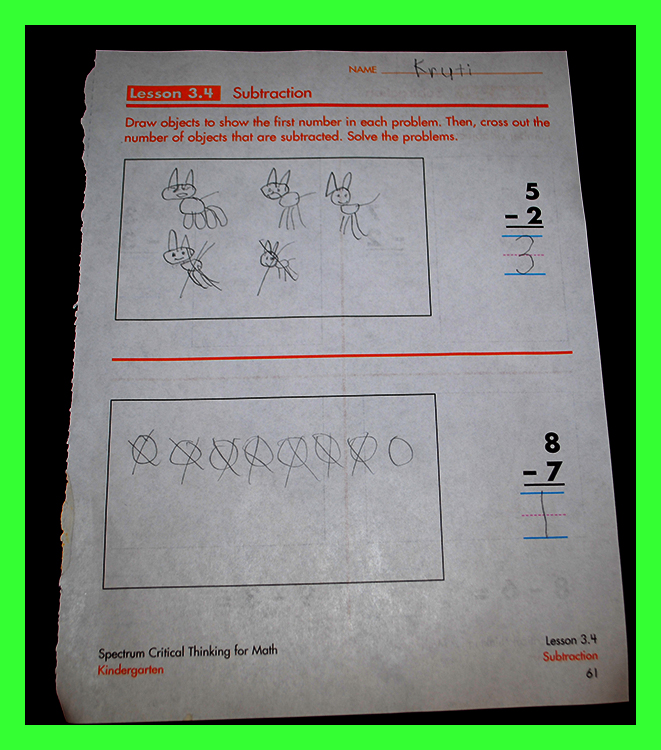 NAME Kruti
Lesson 3.4 Subtraction
Draw objects to show the first number in each problem. Then, cross out the
number of objects that are subtracted. Solve the problems.
5
- 2
3
8
- 7
1
Spectrum Critical Thinking for Math
Kindergarten
Lesson 3.4
Subtraction
61